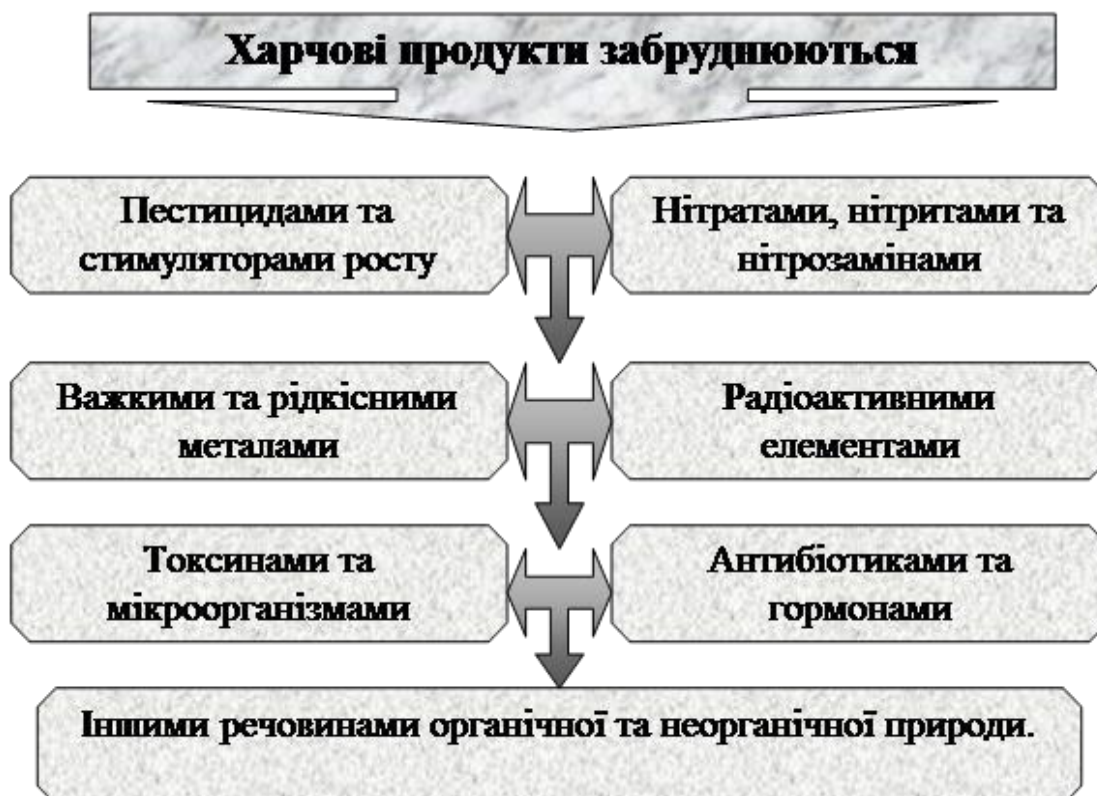 Харчові продукти забруднюються
Пестицидами та
стимуляторами росту
Нітратами, нітритами та
нітрозамінами
Важкими та рідкісними
металами
Радіоактивними
елементами
Токсинами та
мікроорганізмами
Антибіотиками та
гормонами
Іншими речовинами органічної та неорганічної природи.